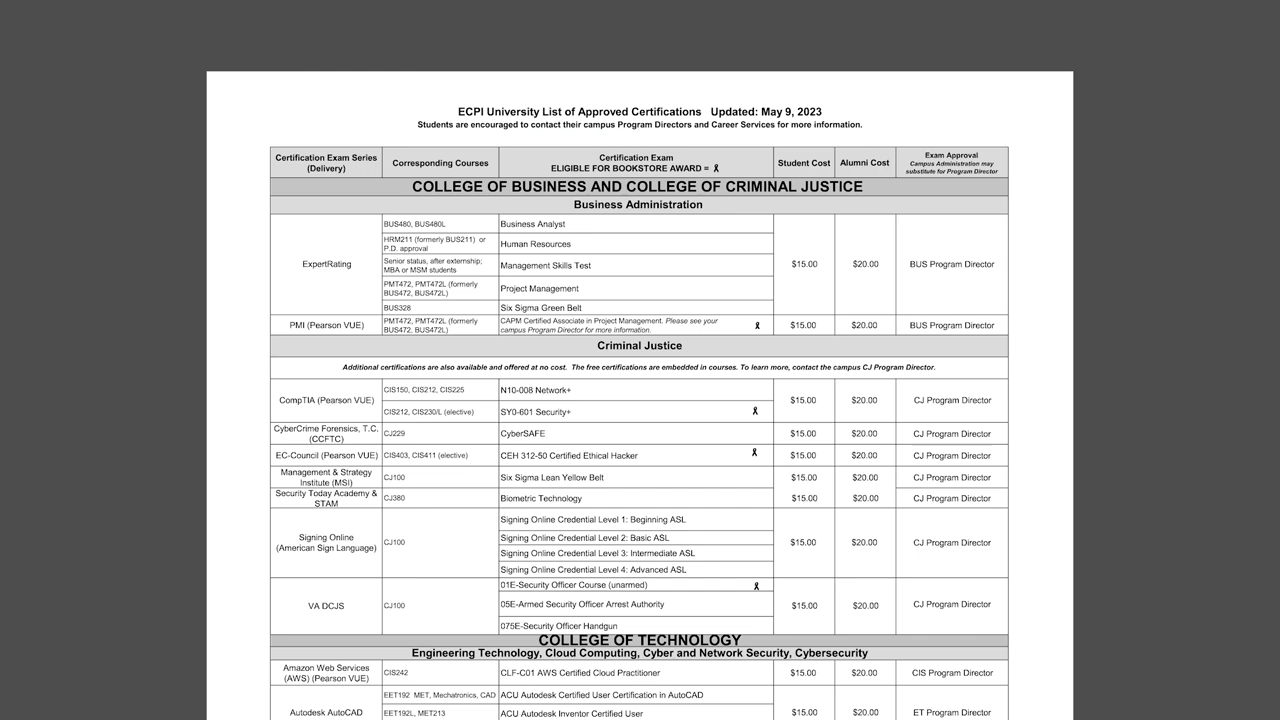 ECPI University List of Approved Certifications   Updated: May 9, 2023
Students are encouraged to contact their campus Program Directors and Career Services for more information.
Certification Exam Series
(Delivery)
Corresponding Courses
Certification Exam
ELIGIBLE FOR BOOKSTORE AWARD =
Student Cost
Alumni Cost
Exam Approval
Campus Administration may
substitute for Program Director
COLLEGE OF BUSINESS AND COLLEGE OF CRIMINAL JUSTICE
Business Administration
ExpertRating
BUS480, BUS480L
Business Analyst
HRM211 (formerly BUS211)  or
P.D. approval
Human Resources
Senior status, after externship;
MBA or MSM students
Management Skills Test
PMT472, PMT472L (formerly
BUS472, BUS472L)
Project Management
BUS328
Six Sigma Green Belt
$15.00
$20.00
BUS Program Director
PMI (Pearson VUE)
PMT472, PMT472L (formerly
BUS472, BUS472L)
CAPM Certified Associate in Project Management. Please see your
campus Program Director for more information.
$15.00
$20.00
BUS Program Director
Criminal Justice
Additional certifications are also available and offered at no cost.  The free certifications are embedded in courses. To learn more, contact the campus CJ Program Director.
CompTIA (Pearson VUE)
CIS150, CIS212, CIS225
N10-008 Network+
CIS212, CIS230/L (elective)
SY0-601 Security+
$15.00
$20.00
CJ Program Director
CyberCrime Forensics, T.C.
(CCFTC)
CJ229
CyberSAFE
$15.00
$20.00
CJ Program Director
EC-Council (Pearson VUE)
CIS403, CIS411 (elective)
CEH 312-50 Certified Ethical Hacker
$15.00
$20.00
CJ Program Director
Management & Strategy
Institute (MSI)
CJ100
Six Sigma Lean Yellow Belt
$15.00
$20.00
CJ Program Director
Security Today Academy &
STAM
CJ380
Biometric Technology
$15.00
$20.00
CJ Program Director
Signing Online
(American Sign Language)
CJ100
Signing Online Credential Level 1: Beginning ASL
Signing Online Credential Level 2: Basic ASL
Signing Online Credential Level 3: Intermediate ASL
Signing Online Credential Level 4: Advanced ASL
$15.00
$20.00
CJ Program Director
VA DCJS
CJ100
01E-Security Officer Course (unarmed)
05E-Armed Security Officer Arrest Authority
075E-Security Officer Handgun
$15.00
$20.00
CJ Program Director
COLLEGE OF TECHNOLOGY
Engineering Technology, Cloud Computing, Cyber and Network Security, Cybersecurity
Amazon Web Services
(AWS) (Pearson VUE)
CIS242
CLF-C01 AWS Certified Cloud Practitioner
$15.00
$20.00
CIS Program Director
Autodesk AutoCAD
EET192  MET, Mechatronics, CAD
ACU Autodesk Certified User Certification in AutoCAD
EET192L, MET213
ACU Autodesk Inventor Certified User
$15.00
$20.00
ET Program Director